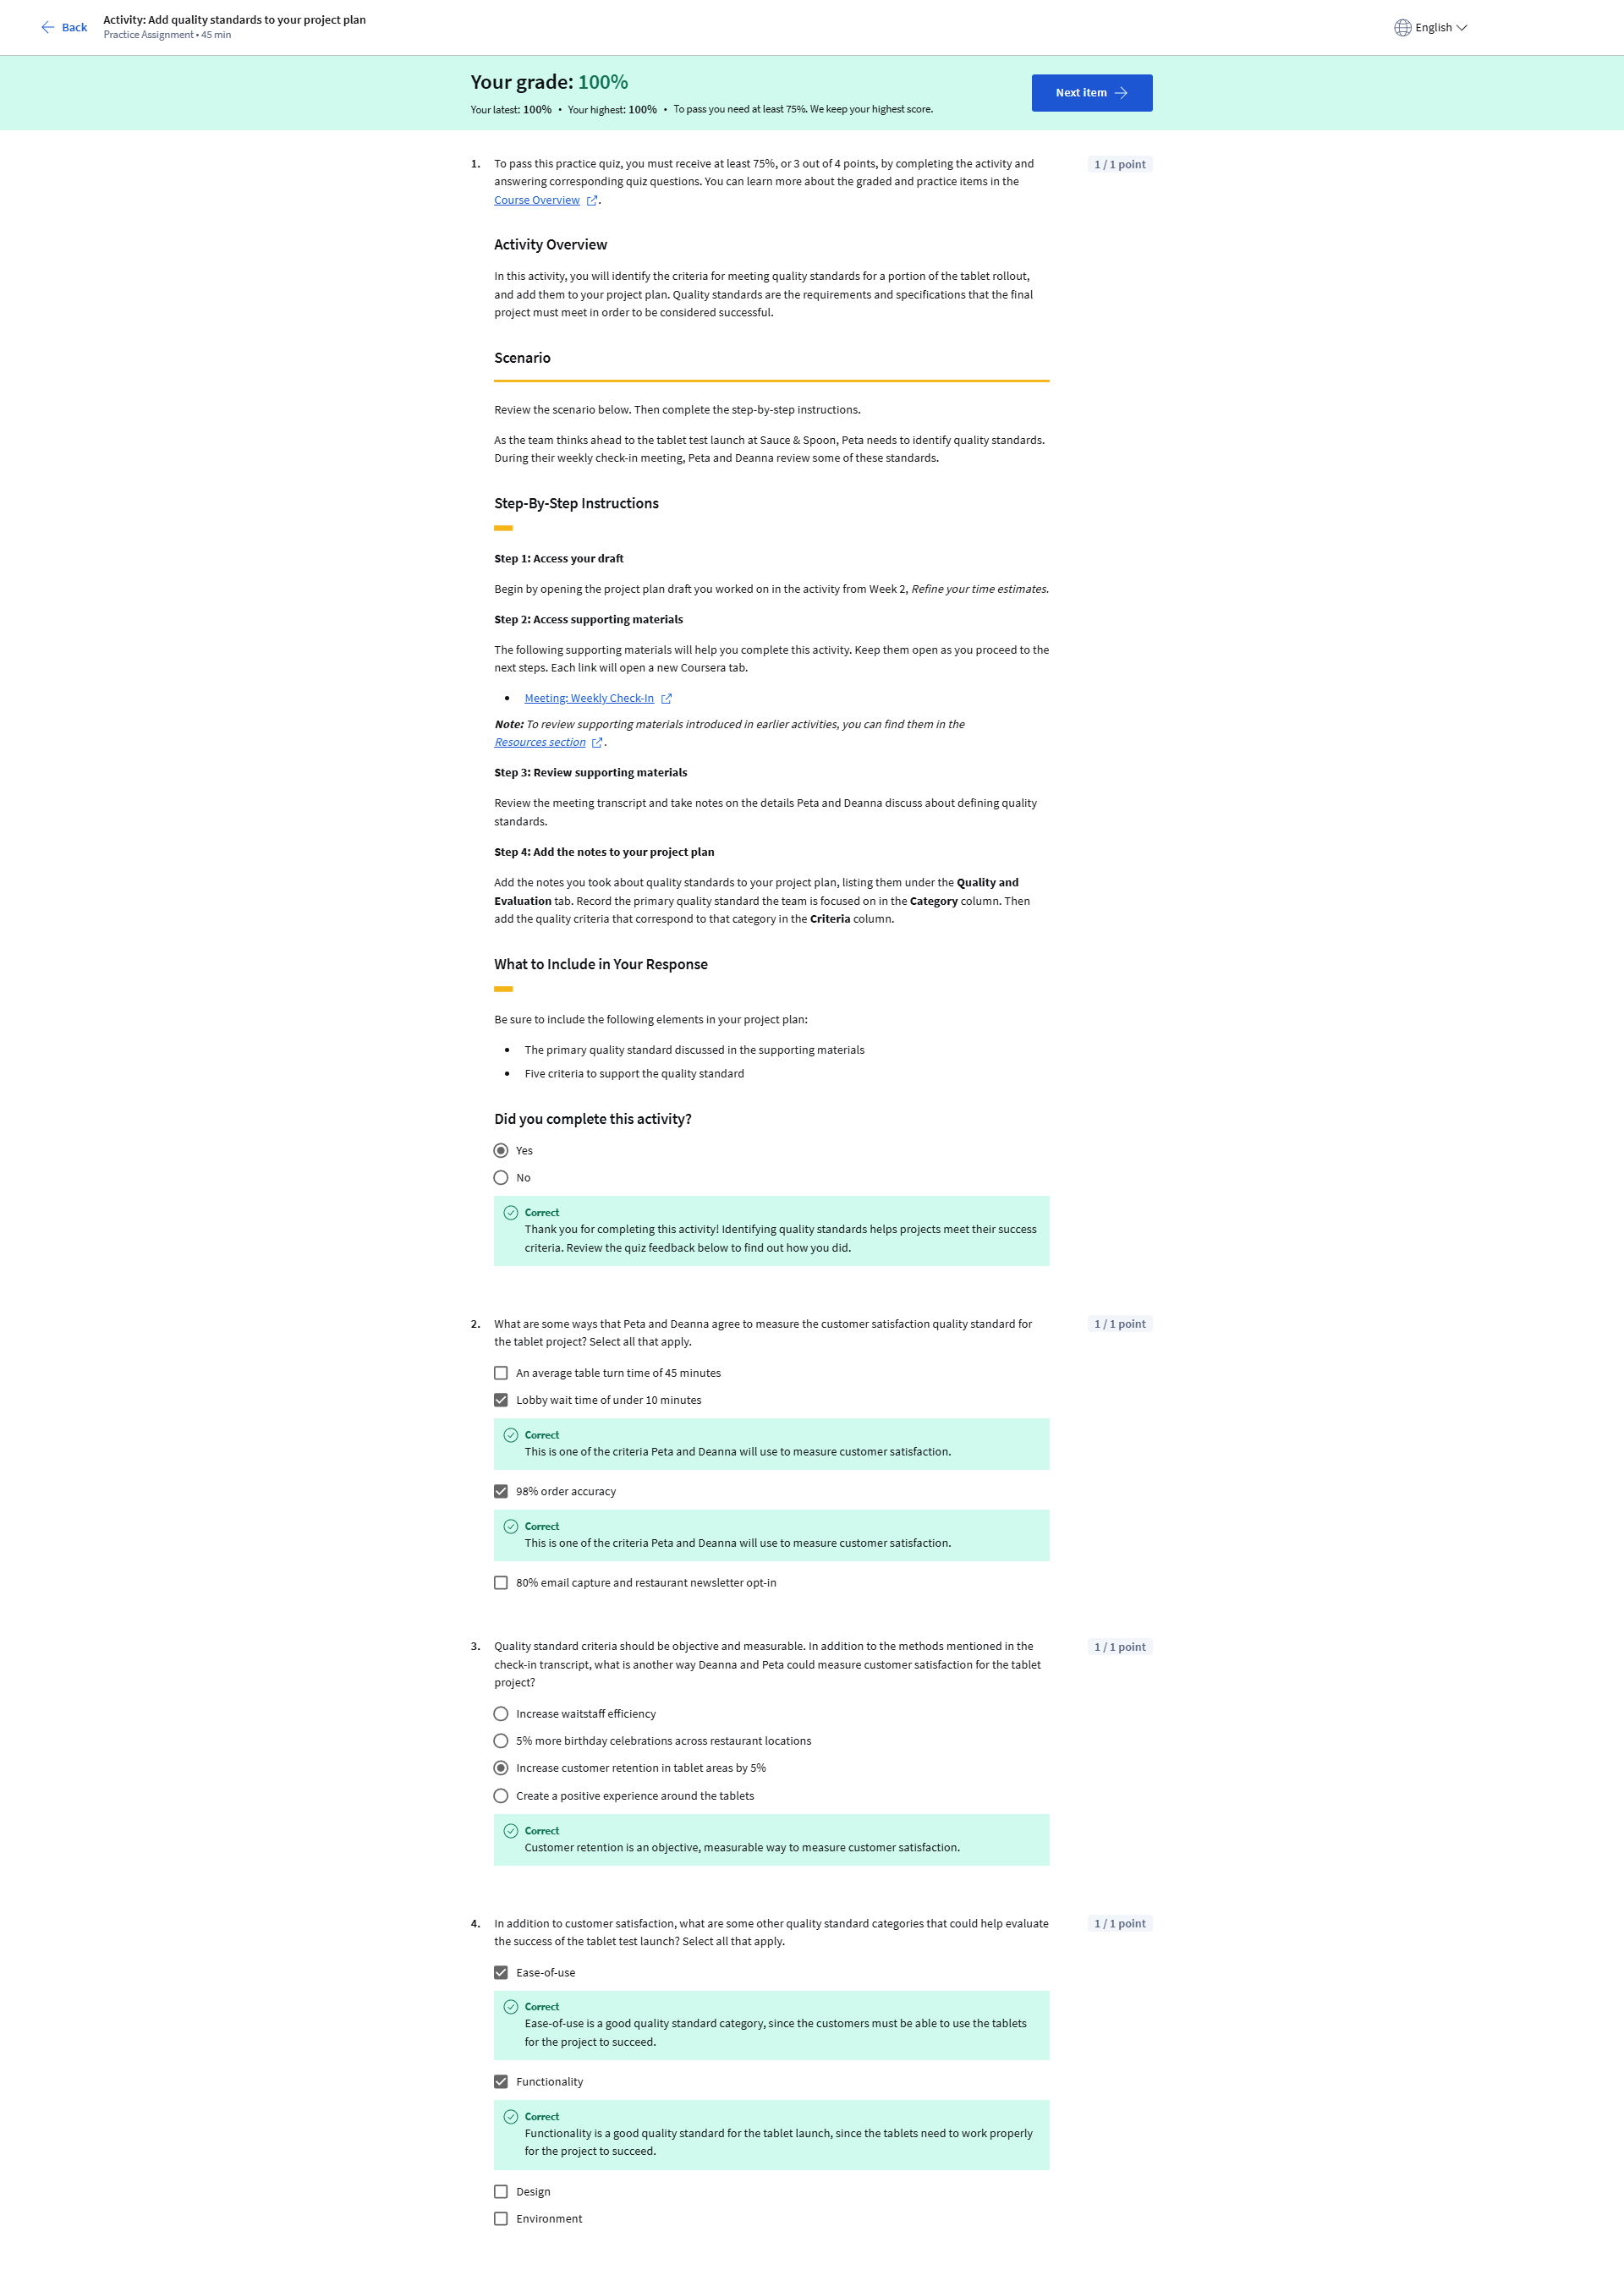 Back
Activity: Add quality standards to your project plan
Practice Assignment • 45 min
English
Your grade: 100%
Your latest: 100% • Your highest: 100% • To pass you need at least 75%. We keep your highest score.
Next item
1. To pass this practice quiz, you must receive at least 75%, or 3 out of 4 points, by completing the activity and
answering corresponding quiz questions. You can learn more about the graded and practice items in the
Course Overview.
1 / 1 point
Activity Overview
In this activity, you will identify the criteria for meeting quality standards for a portion of the tablet rollout,
and add them to your project plan. Quality standards are the requirements and specifications that the final
project must meet in order to be considered successful.
Scenario
Review the scenario below. Then complete the step-by-step instructions.
As the team thinks ahead to the tablet test launch at Sauce & Spoon, Peta needs to identify quality standards.
During their weekly check-in meeting, Peta and Deanna review some of these standards.
Step-By-Step Instructions
Step 1: Access your draft
Begin by opening the project plan draft you worked on in the activity from Week 2, Refine your time estimates.
Step 2: Access supporting materials
The following supporting materials will help you complete this activity. Keep them open as you proceed to the
next steps. Each link will open a new Coursera tab.
• Meeting: Weekly Check-In
Note: To review supporting materials introduced in earlier activities, you can find them in the
Resources section.
Step 3: Review supporting materials
Review the meeting transcript and take notes on the details Peta and Deanna discuss about defining quality
standards.
Step 4: Add the notes to your project plan
Add the notes you took about quality standards to your project plan, listing them under the Quality and
Evaluation tab. Record the primary quality standard the team is focused on in the Category column. Then
add the quality criteria that correspond to that category in the Criteria column.
What to Include in Your Response
Be sure to include the following elements in your project plan:
• The primary quality standard discussed in the supporting materials
• Five criteria to support the quality standard
Did you complete this activity?
Yes
No
Correct
Thank you for completing this activity! Identifying quality standards helps projects meet their success
criteria. Review the quiz feedback below to find out how you did.
2. What are some ways that Peta and Deanna agree to measure the customer satisfaction quality standard for
the tablet project? Select all that apply.
1 / 1 point
An average table turn time of 45 minutes
Lobby wait time of under 10 minutes
Correct
This is one of the criteria Peta and Deanna will use to measure customer satisfaction.
98% order accuracy
Correct
This is one of the criteria Peta and Deanna will use to measure customer satisfaction.
80% email capture and restaurant newsletter opt-in
3. Quality standard criteria should be objective and measurable. In addition to the methods mentioned in the
check-in transcript, what is another way Deanna and Peta could measure customer satisfaction for the tablet
project?
1 / 1 point
Increase waitstaff efficiency
5% more birthday celebrations across restaurant locations
Increase customer retention in tablet areas by 5%
Create a positive experience around the tablets
Correct
Customer retention is an objective, measurable way to measure customer satisfaction.
4. In addition to customer satisfaction, what are some other quality standard categories that could help evaluate
the success of the tablet test launch? Select all that apply.
1 / 1 point
Ease-of-use
Correct
Ease-of-use is a good quality standard category, since the customers must be able to use the tablets
for the project to succeed.
Functionality
Correct
Functionality is a good quality standard for the tablet launch, since the tablets need to work properly
for the project to succeed.
Design
Environment